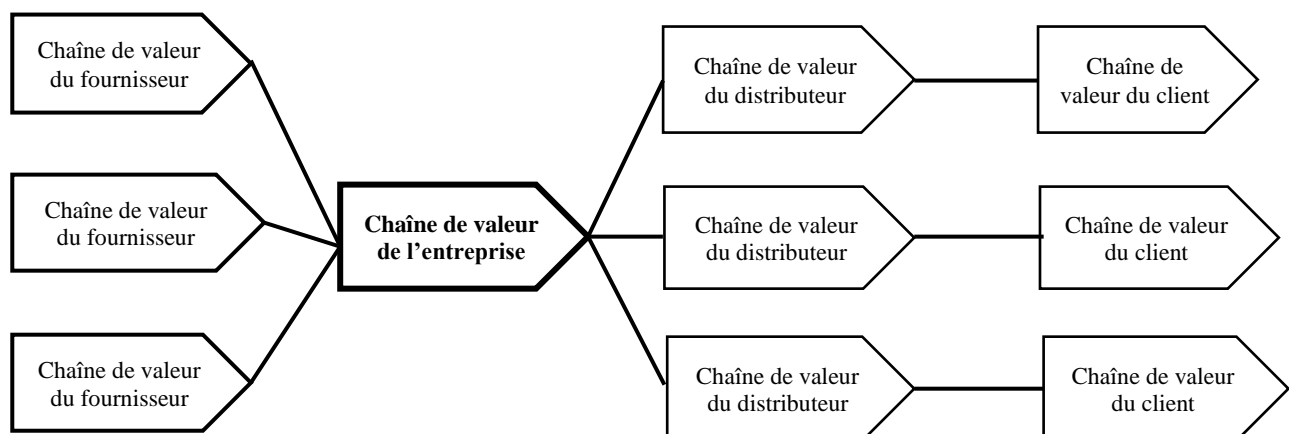 Chaîne de valeur
du fournisseur
Chaîne de valeur
du fournisseur
Chaîne de valeur
du fournisseur
Chaîne de valeur
de l’entreprise
Chaîne de valeur
du distributeur
Chaîne de valeur
du distributeur
Chaîne de valeur
du distributeur
Chaîne de
valeur du client
Chaîne de valeur
du client
Chaîne de valeur
du client